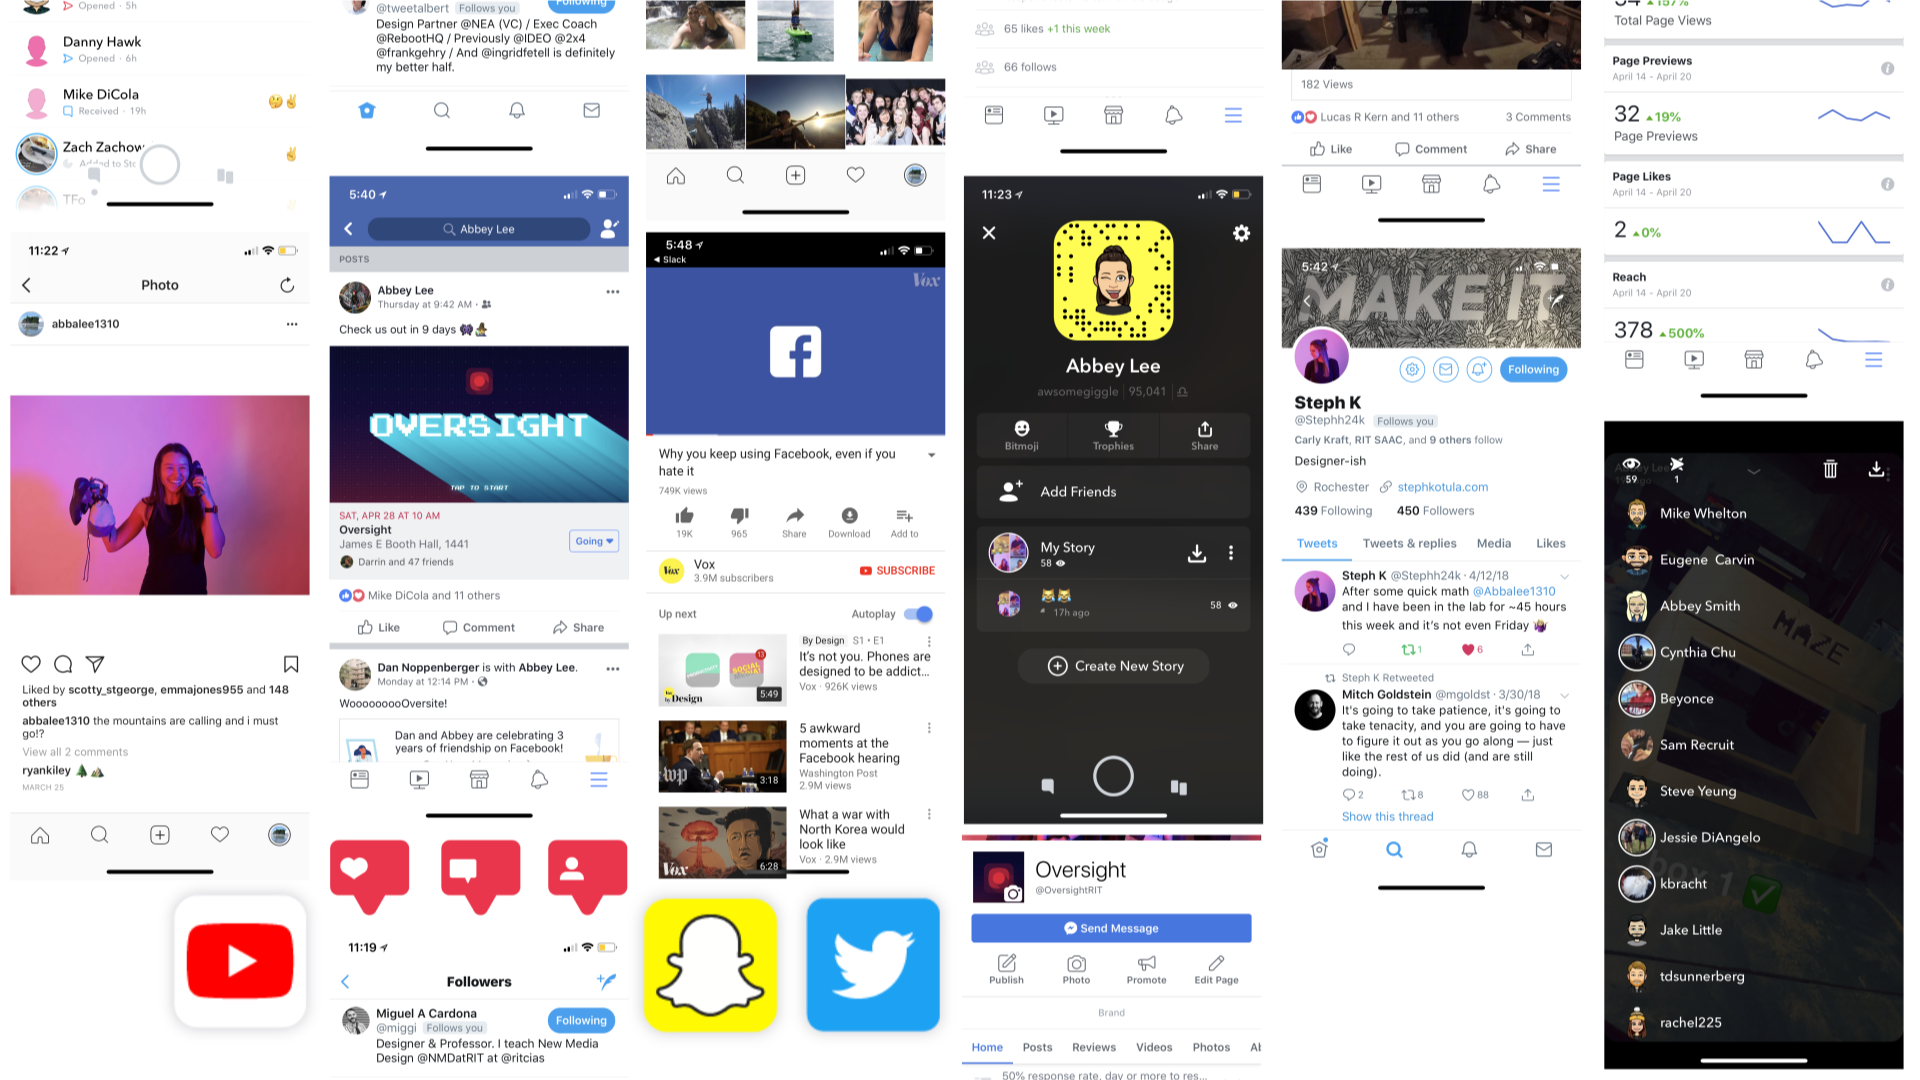 Opened · 5h
Danny Hawk
Opened · 6h
Mike DiCola
Received · 19h
Zach Zachow
Added to Sto
TFo
11:22
Photo
abbalee1310
Liked by scotty_stgeorge, emmajones955 and 148
others
abbalee1310 the mountains are calling and i must
go!?
View all 2 comments
ryankiley
MARCH 25
@tweetalbert Follows you
Following
Design Partner @NEA (VC) / Exec Coach
@RebootHQ / Previously @IDEO @2x4
@frankgehry / And @ingridfetell is definitely
my better half.
5:40
Abbey Lee
POSTS
Abbey Lee
Thursday at 9:42 AM ·
Check us out in 9 days
OVERSIGHT
TAP TO START
SAT, APR 28 AT 10 AM
Oversight
James E Booth Hall, 1441
Going
Darrin and 47 friends
Mike DiCola and 11 others
Like
Comment
Share
Dan Noppenberger is with Abbey Lee.
Monday at 12:14 PM ·
WooooooooOversite!
Dan and Abbey are celebrating 3
years of friendship on Facebook!
11:19
Followers
Miguel A Cardona
@miggi Follows you
Following
Designer & Professor. I teach New Media
Design @NMDatRIT at @ritcias
5:48
Slack
Vox
f
Why you keep using Facebook, even if you
hate it
749K views
19K
965
Share
Download
Add to
Vox
Vox
3.9M subscribers
SUBSCRIBE
Up next
Autoplay
SOCIAL
13
by Design
5:49
By Design S1 • E1
It's not you. Phones are
designed to be addict...
Vox · 926K views
wp
3:18
5 awkward
moments at the
Facebook hearing
Washington Post
2.9M views
Vox
6:28
What a war with
North Korea would
look like
Vox · 2.9M views
65 likes +1 this week
66 follows
11:23
Abbey Lee
awsomegiggle
95,041
Bitmoji
Trophies
Share
Add Friends
My Story
58
17h ago
58
Create New Story
Oversight
@OversightRIT
Send Message
Publish
Photo
Promote
Edit Page
Brand
Home
Posts
Reviews
Videos
Photos
50% response rate, day or more to res...
182 Views
Lucas R Kern and 11 others
3 Comments
Like
Comment
Share
5:42
MAKE IT
Following
Steph K
@Stephh24k Follows you
Carly Kraft, RIT SAAC, and 9 others follow
Designer-ish
Rochester stephkotula.com
439 Following
450 Followers
Tweets
Tweets & replies
Media
Likes
Steph K @Stephh24k · 4/12/18
After some quick math @Abbalee1310
and I have been in the lab for ~45 hours
this week and it's not even Friday
1
6
Steph K Retweeted
Mitch Goldstein @mgoldst · 3/30/18
It's going to take patience, it's going to
take tenacity, and you are going to have
to figure it out as you go along — just
like the rest of us did (and are still
doing).
2
8
88
Show this thread
157%
Total Page Views
Page Previews
April 14 - April 20
32 19%
Page Previews
Page Likes
April 14 - April 20
2 0%
Reach
April 14 - April 20
378 500%
59
1
MAZE
box 1
Mike Whelton
Eugene Carvin
Abbey Smith
Cynthia Chu
Beyonce
Sam Recruit
Steve Yeung
Jessie DiAngelo
kbracht
Jake Little
tdsunnerberg
rachel225